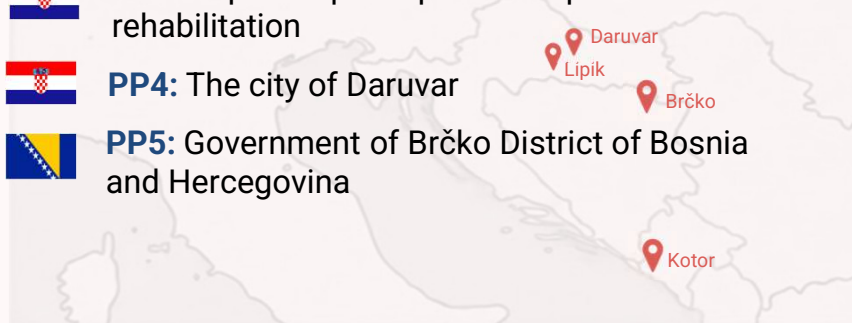 rehabilitation
Daruvar
Lipik
PP4: The city of Daruvar
Brčko
PP5: Government of Brčko District of Bosnia
and Hercegovina
Kotor